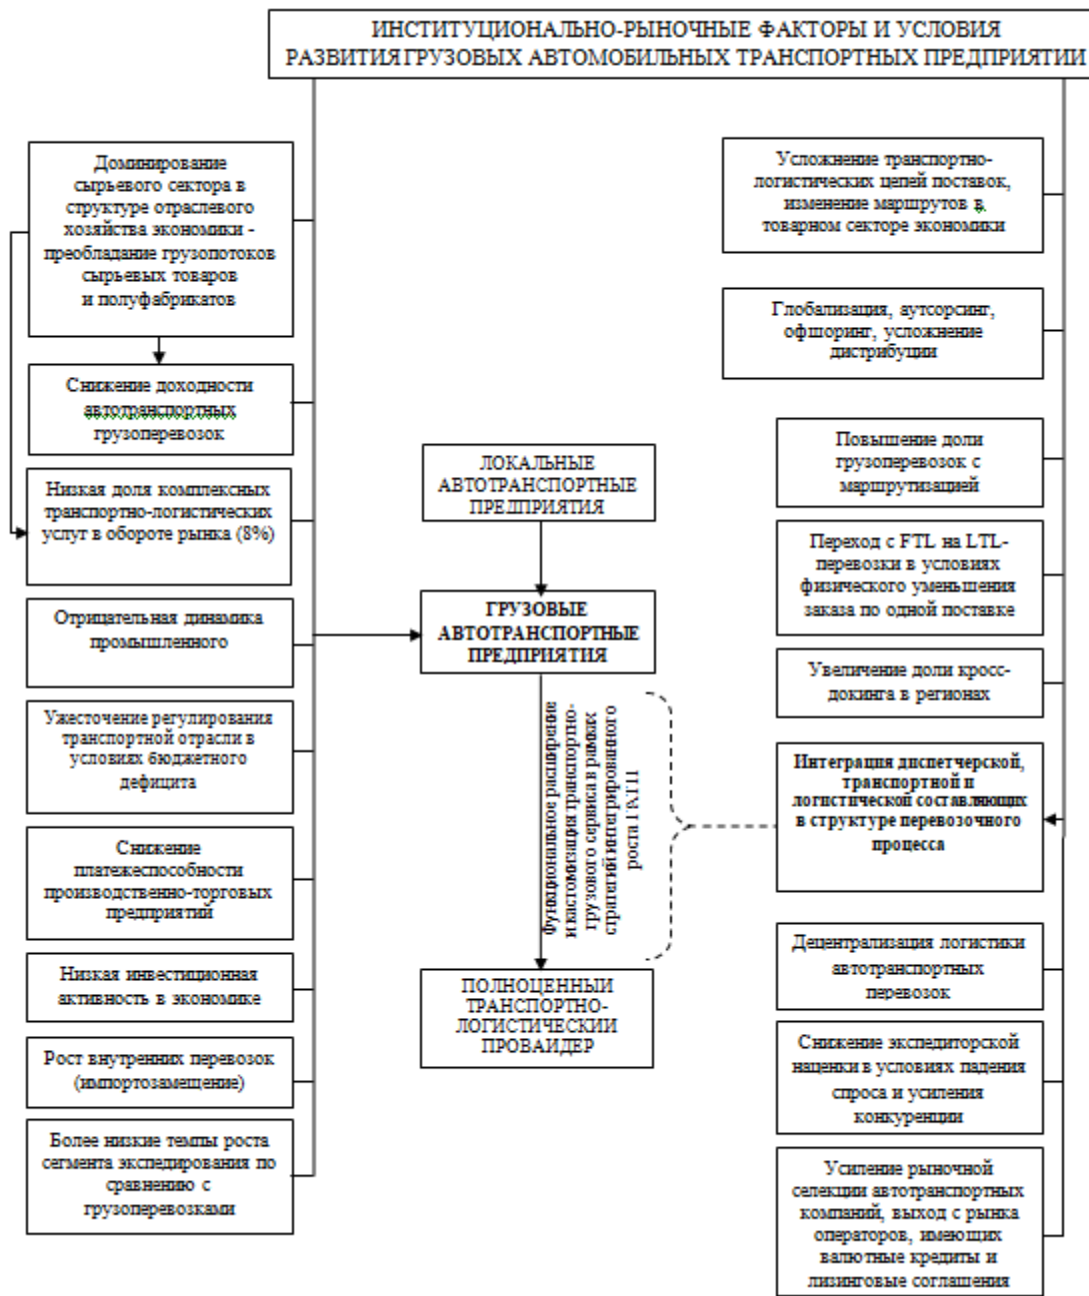 ИНСТИТУЦИОНАЛЬНО-РЫНОЧНЫЕ ФАКТОРЫ И УСЛОВИЯ
РАЗВИТИЯ ГРУЗОВЫХ АВТОМОБИЛЬНЫХ ТРАНСПОРТНЫХ ПРЕДПРИЯТИИ
Доминирование
сырьевого сектора в
структуре отраслевого
хозяйства экономики -
преобладание грузопотоков
сырьевых товаров
и полуфабрикатов
Снижение доходности
автотранспортных
грузоперевозок
Низкая доля комплексных
транспортно-логистических
услуг в обороте рынка (8%)
Отрицательная динамика
промышленного
Ужесточение регулирования
транспортной отрасли в
условиях бюджетного
дефицита
Снижение
платежеспособности
производственно-торговых
предприятий
Низкая инвестиционная
активность в экономике
Рост внутренних перевозок
(импортозамещение)
Более низкие темпы роста
сегмента экспедирования по
сравнению с
грузоперевозками
ЛОКАЛЬНЫЕ
АВТОТРАНСПОРТНЫЕ
ПРЕДПРИЯТИЯ
ГРУЗОВЫЕ
АВТОТРАНСПОРТНЫЕ
ПРЕДПРИЯТИЯ
Функциональное расширение
и кастомизация транспортно-
грузового сервиса в рамках
стратегий интегрированного
роста ГАТП
ПОЛНОЦЕННЫЙ
ТРАНСПОРТНО-
ЛОГИСТИЧЕСКИЙ
ПРОВАЙДЕР
Усложнение транспортно-
логистических цепей поставок,
изменение маршрутов в
товарном секторе экономики
Глобализация, аутсорсинг,
офшоринг, усложнение
дистрибуции
Повышение доли
грузоперевозок с
маршрутизацией
Переход с FTL на LTL-
перевозки в условиях
физического уменьшения
заказа по одной поставке
Увеличение доли кросс-
докинга в регионах
Интеграция диспетчерской,
транспортной и
логистической составляющих
в структуре перевозочного
процесса
Децентрализация логистики
автотранспортных
перевозок
Снижение экспедиторской
наценки в условиях падения
спроса и усиления
конкуренции
Усиление рыночной
селекции автотранспортных
компаний, выход с рынка
операторов, имеющих
валютные кредиты и
лизинговые соглашения